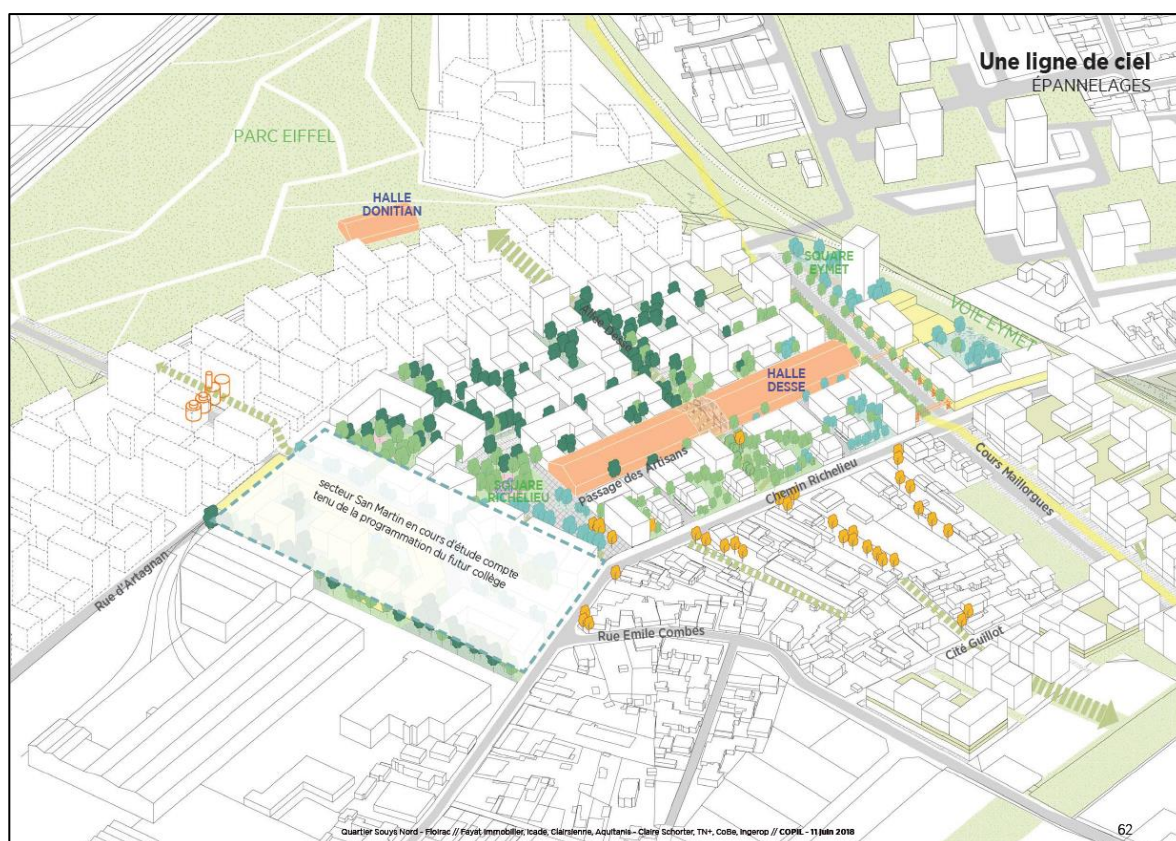 Une ligne de ciel
ÉPANNELAGES
PARC EIFFEL
HALLE
DONITIAN
SQUARE
EYMET
VOIE EYMET
HALLE
DESSE
Passage des Artisans
SQUARE
RICHELIEU
Chemin Richelieu
Cours Maillorgues
secteur San Martin en cours d'étude compte
tenu de la programmation du futur collège
Rue d'Artagnan
Rue Emile Combes
Cité Guillot
Quartier Souys Nord - Floirac // Fayat Immobilier, Icade, Clairsienne, Aquitanis - Claire Schorter, TN+, CoBe, Ingerop // COPIL - 11 Juin 2018
62